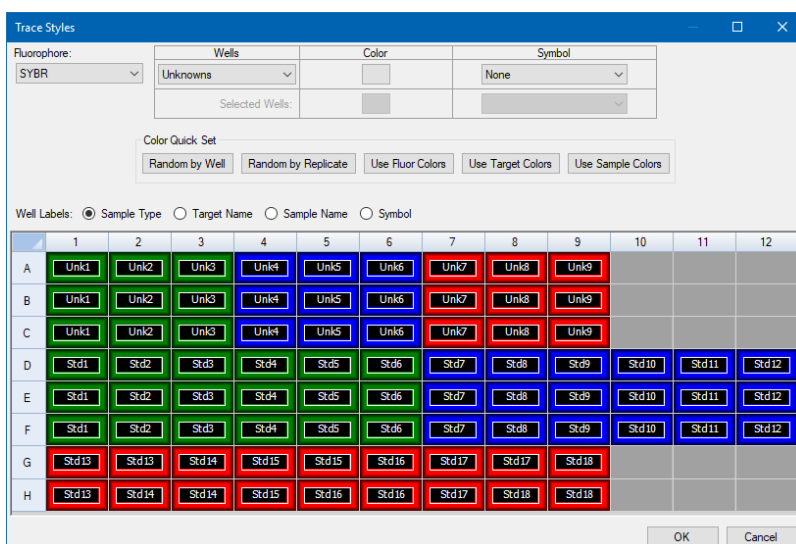 Trace Styles
Fluorophore:
Wells Color Symbol
SYBR Unknowns None
Selected Wells:
Color Quick Set
Random by Well Random by Replicate Use Fluor Colors Use Target Colors Use Sample Colors
Well Labels: Sample Type Target Name Sample Name Symbol
1 2 3 4 5 6 7 8 9 10 11 12
A Unk1 Unk2 Unk3 Unk4 Unk5 Unk6 Unk7 Unk8 Unk9
B Unk1 Unk2 Unk3 Unk4 Unk5 Unk6 Unk7 Unk8 Unk9
C Unk1 Unk2 Unk3 Unk4 Unk5 Unk6 Unk7 Unk8 Unk9
D Std1 Std2 Std3 Std4 Std5 Std6 Std7 Std8 Std9 Std10 Std11 Std12
E Std1 Std2 Std3 Std4 Std5 Std6 Std7 Std8 Std9 Std10 Std11 Std12
F Std1 Std2 Std3 Std4 Std5 Std6 Std7 Std8 Std9 Std10 Std11 Std12
G Std13 Std13 Std14 Std15 Std15 Std16 Std17 Std17 Std18
H Std13 Std14 Std14 Std15 Std16 Std16 Std17 Std18 Std18
OK Cancel